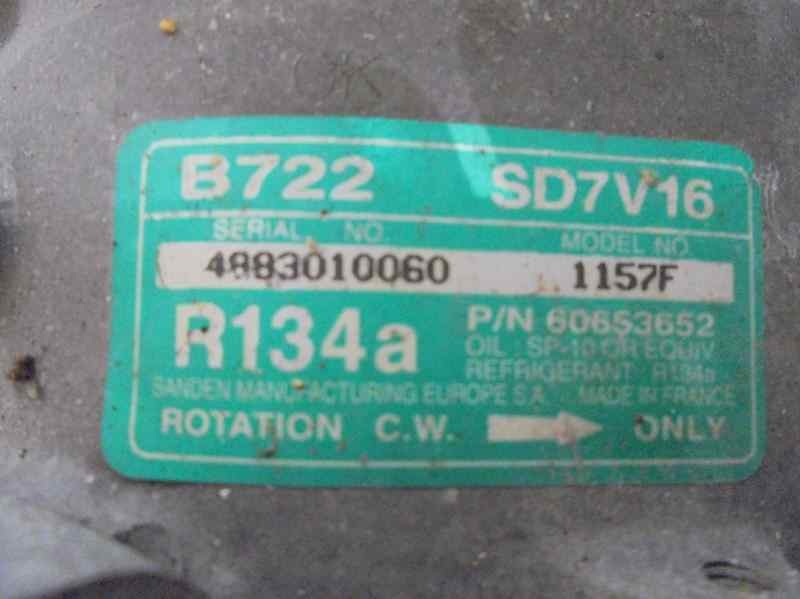 B722 SD7V16
SERIAL NO. MODEL NO.
4883010060 1157F
R134a P/N 60653652
OIL : SP-10 OR EQUIV
REFRIGERANT R134a
SANDEN MANUFACTURING EUROPE S.A. MADE IN FRANCE
ROTATION C.W. ONLY